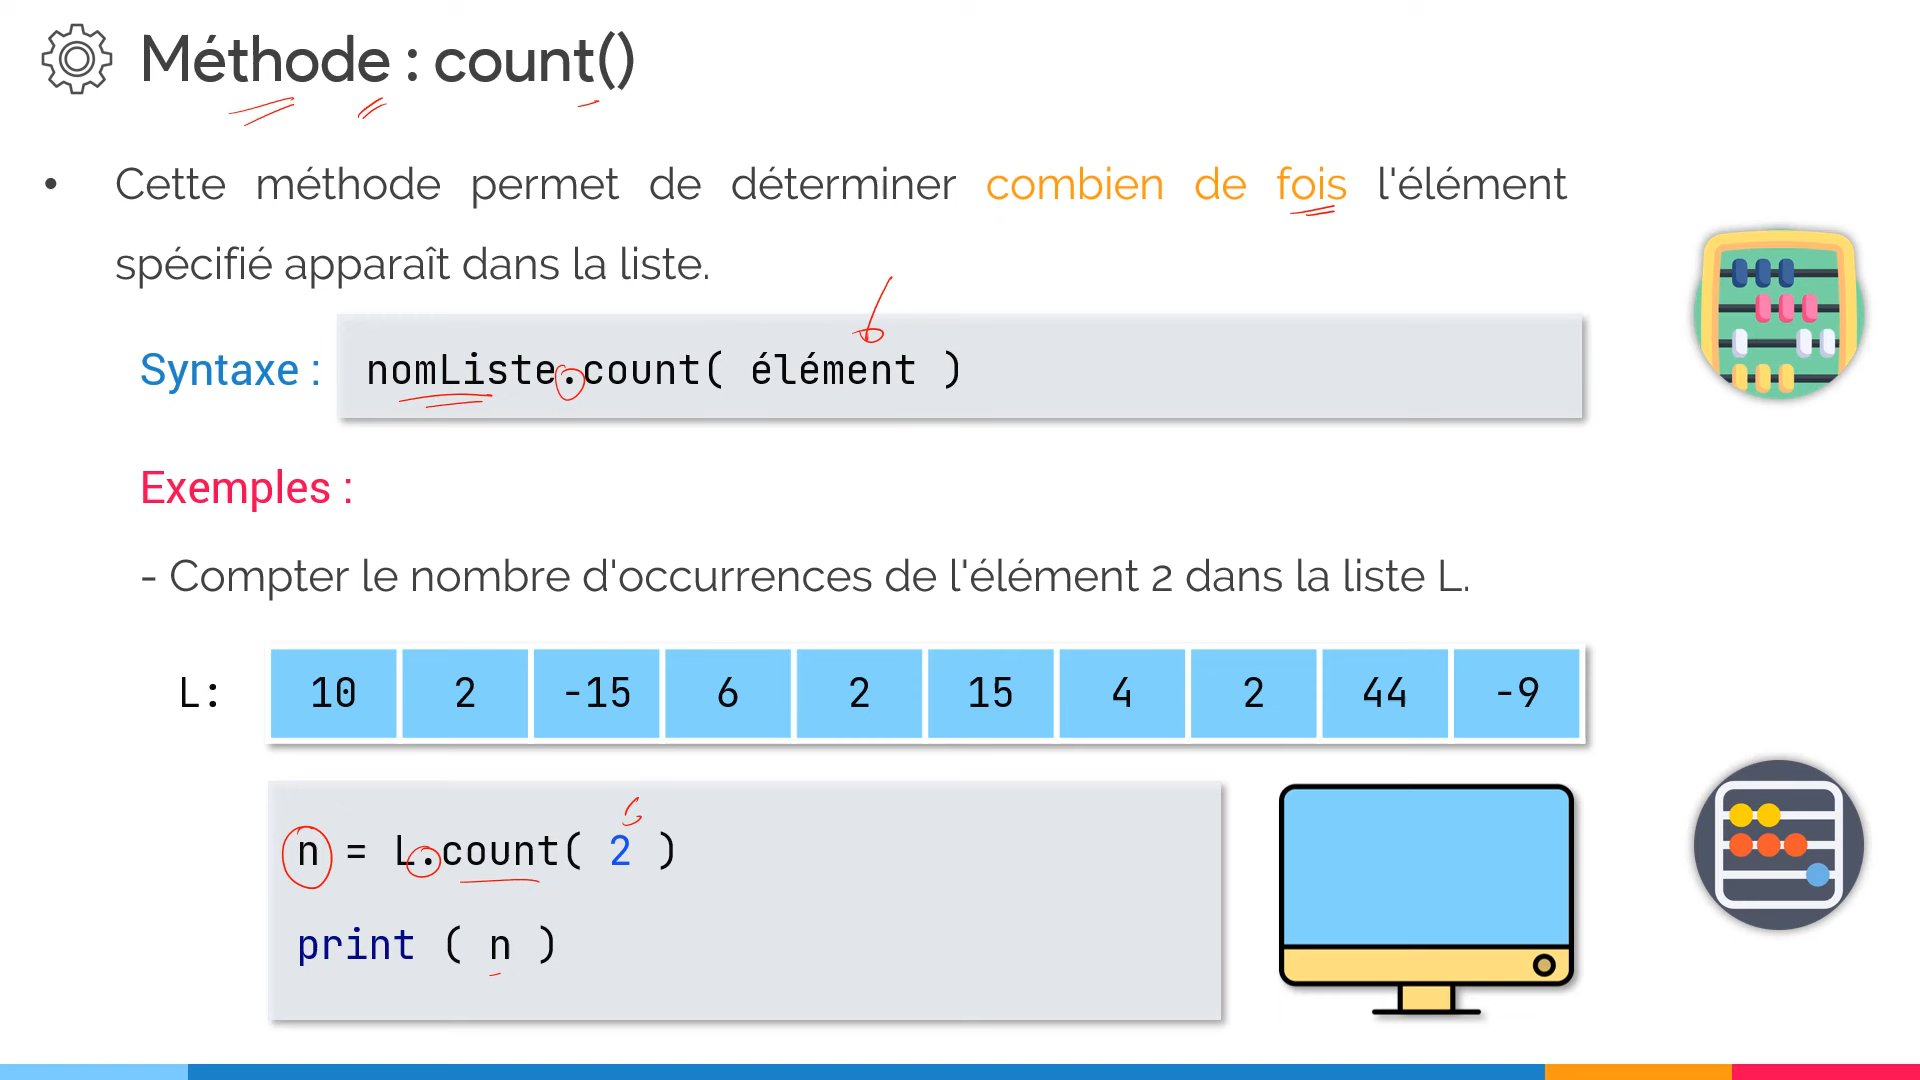 Méthode : count()
• Cette méthode permet de déterminer combien de fois l'élément
spécifié apparaît dans la liste.
Syntaxe : nomListe.count( élément )
Exemples :
- Compter le nombre d'occurrences de l'élément 2 dans la liste L.
L: 10 2 -15 6 2 15 4 2 44 -9
n = L.count( 2 )
print ( n )